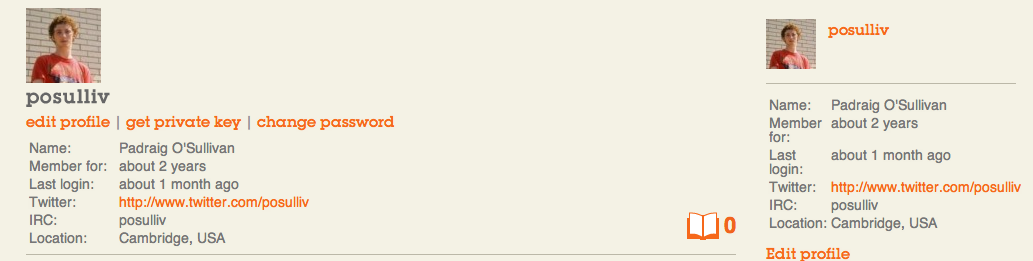 posulliv
edit profile | get private key | change password
Name: Padraig O'Sullivan
Member for: about 2 years
Last login: about 1 month ago
Twitter: http://www.twitter.com/posulliv
IRC: posulliv
Location: Cambridge, USA
0
posulliv
Name: Padraig O'Sullivan
Member for: about 2 years
Last login: about 1 month ago
Twitter: http://www.twitter.com/posulliv
IRC: posulliv
Location: Cambridge, USA
Edit profile